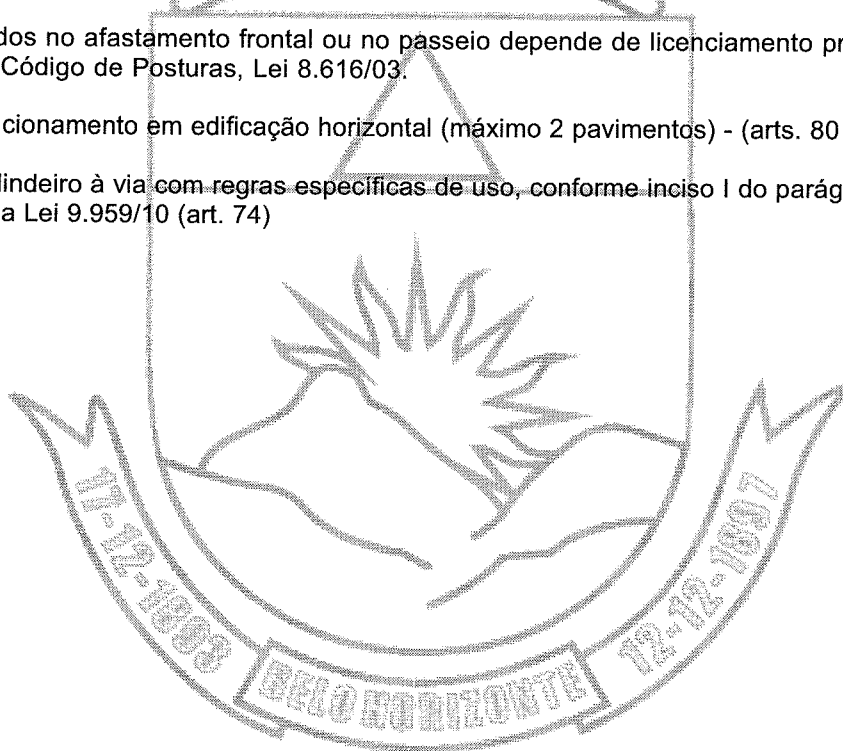 dos no afastamento frontal ou no passeio depende de licenciamento pr
Código de Posturas, Lei 8.616/03.
cionamento em edificação horizontal (máximo 2 pavimentos) - (arts. 80
lindeiro à via com regras específicas de uso, conforme inciso I do parág
a Lei 9.959/10 (art. 74)
17-12-1893
BELO HORIZONTE
12-12-1897